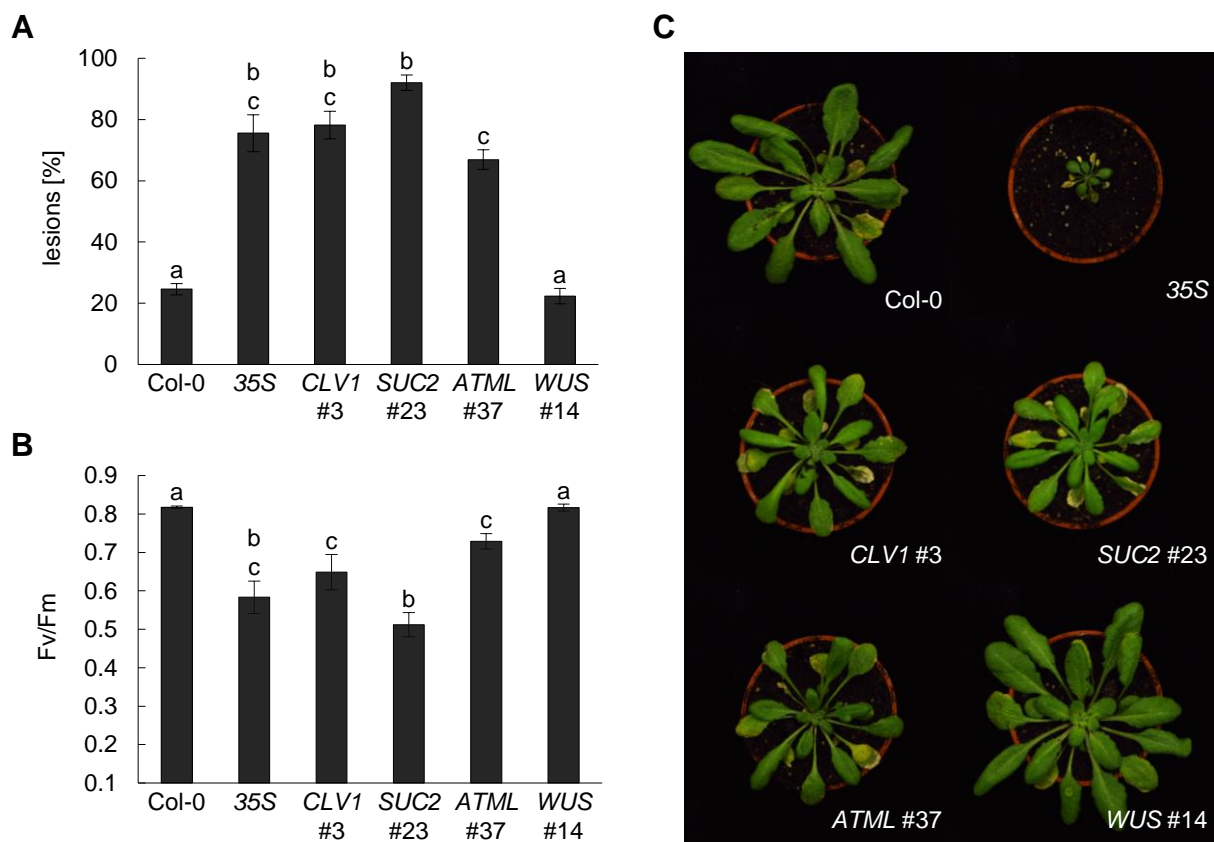 A
lesions [%]
100
80
60
40
20
0
a
b
c
b
c
b
c
a
Col-0 35S CLV1 SUC2 ATML WUS
#3 #23 #37 #14
B
Fv/Fm
0.9
0.8
0.7
0.6
0.5
0.4
0.3
0.2
0.1
a
b
c
c
b
c
a
Col-0 35S CLV1 SUC2 ATML WUS
#3 #23 #37 #14
C
Col-0
35S
CLV1 #3
SUC2 #23
ATML #37
WUS #14